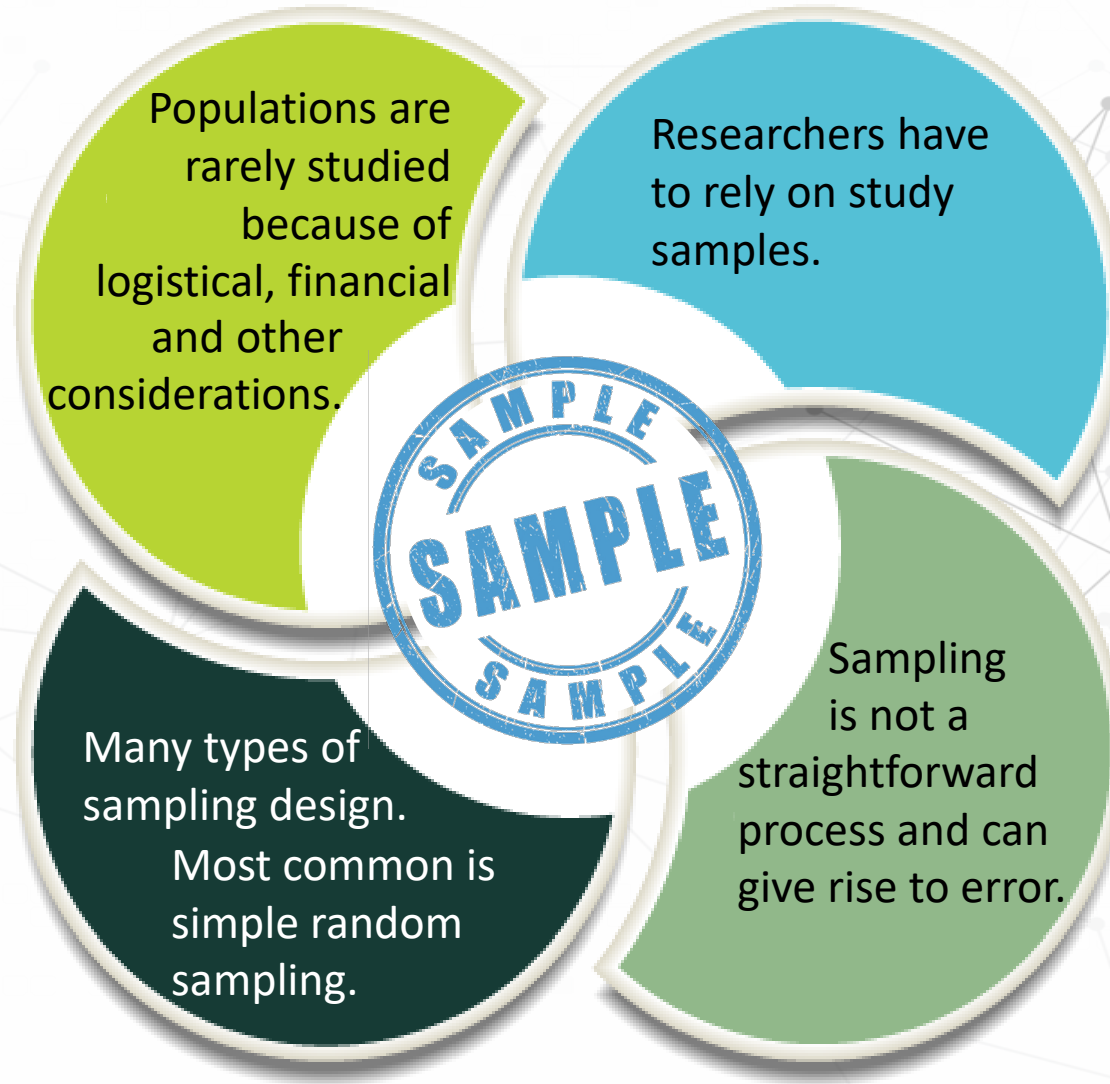 Populations are
rarely studied
because of
logistical, financial
and other
considerations.
Researchers have
to rely on study
samples.
SAMPLE
SAMPLE
SAMPLE
Sampling
is not a
straightforward
process and can
give rise to error.
Many types of
sampling design.
Most common is
simple random
sampling.